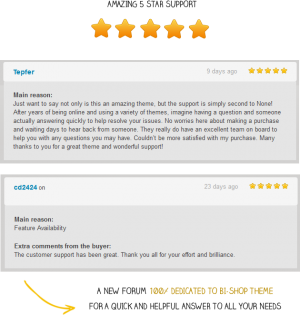 AMAZING 5 STAR SUPPORT
Tepfer 9 days ago
Main reason:
Just want to say not only is this an amazing theme, but the support is simply second to None!
After years of being online and using a variety of themes, imagine having a question and someone
actually answering quickly to help resolve your issues. No worries here about making a purchase
and waiting days to hear back from someone. They really do have an excellent team on board to
help you with any questions you may have. Couldn't be more satisfied with my purchase. Many
thanks to you for a great theme and wonderful support!
cd2424 on 23 days ago
Main reason:
Feature Availability
Extra comments from the buyer:
The customer support has been great. Thank you all for your effort and brilliance.
A NEW FORUM 100% DEDICATED TO BI-SHOP THEME
FOR A QUICK AND HELPFUL ANSWER TO ALL YOUR NEEDS